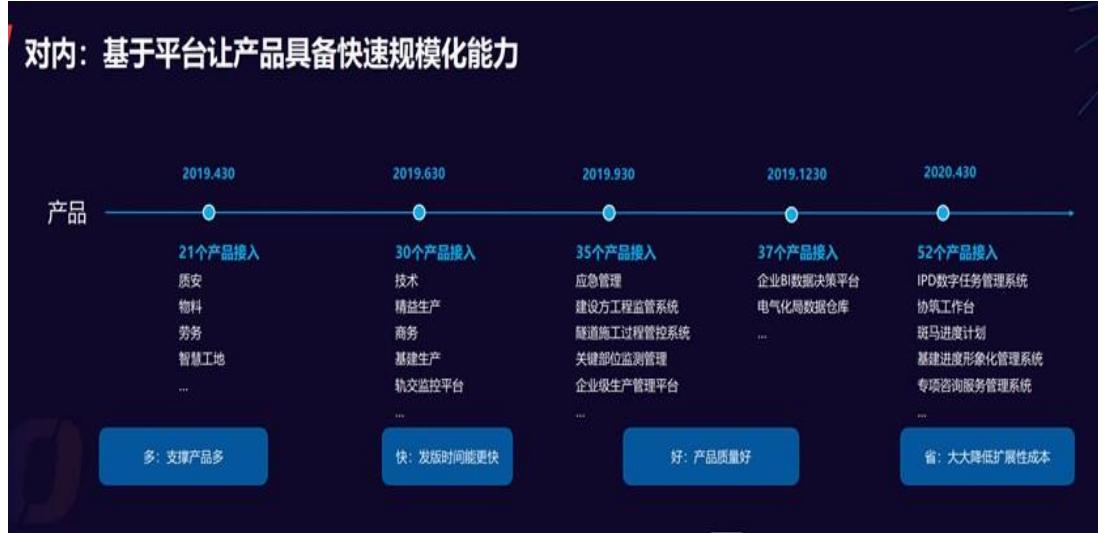 对内：基于平台让产品具备快速规模化能力
2019.430
2019.630
2019.930
2019.1230
2020.430
产品
21个产品接入
质安
物料
劳务
智慧工地
...
30个产品接入
技术
精益生产
商务
基建生产
轨交监控平台
...
35个产品接入
应急管理
建设方工程监管系统
隧道施工过程管控系统
关键部位监测管理
企业级生产管理平台
...
37个产品接入
企业BI数据决策平台
电气化局数据仓库
...
52个产品接入
IPD数字任务管理系统
协筑工作台
斑马进度计划
基建进度形象化管理系统
专项咨询服务管理系统
...
多：支撑产品多
快：发版时间能更快
好：产品质量好
省：大大降低扩展性成本